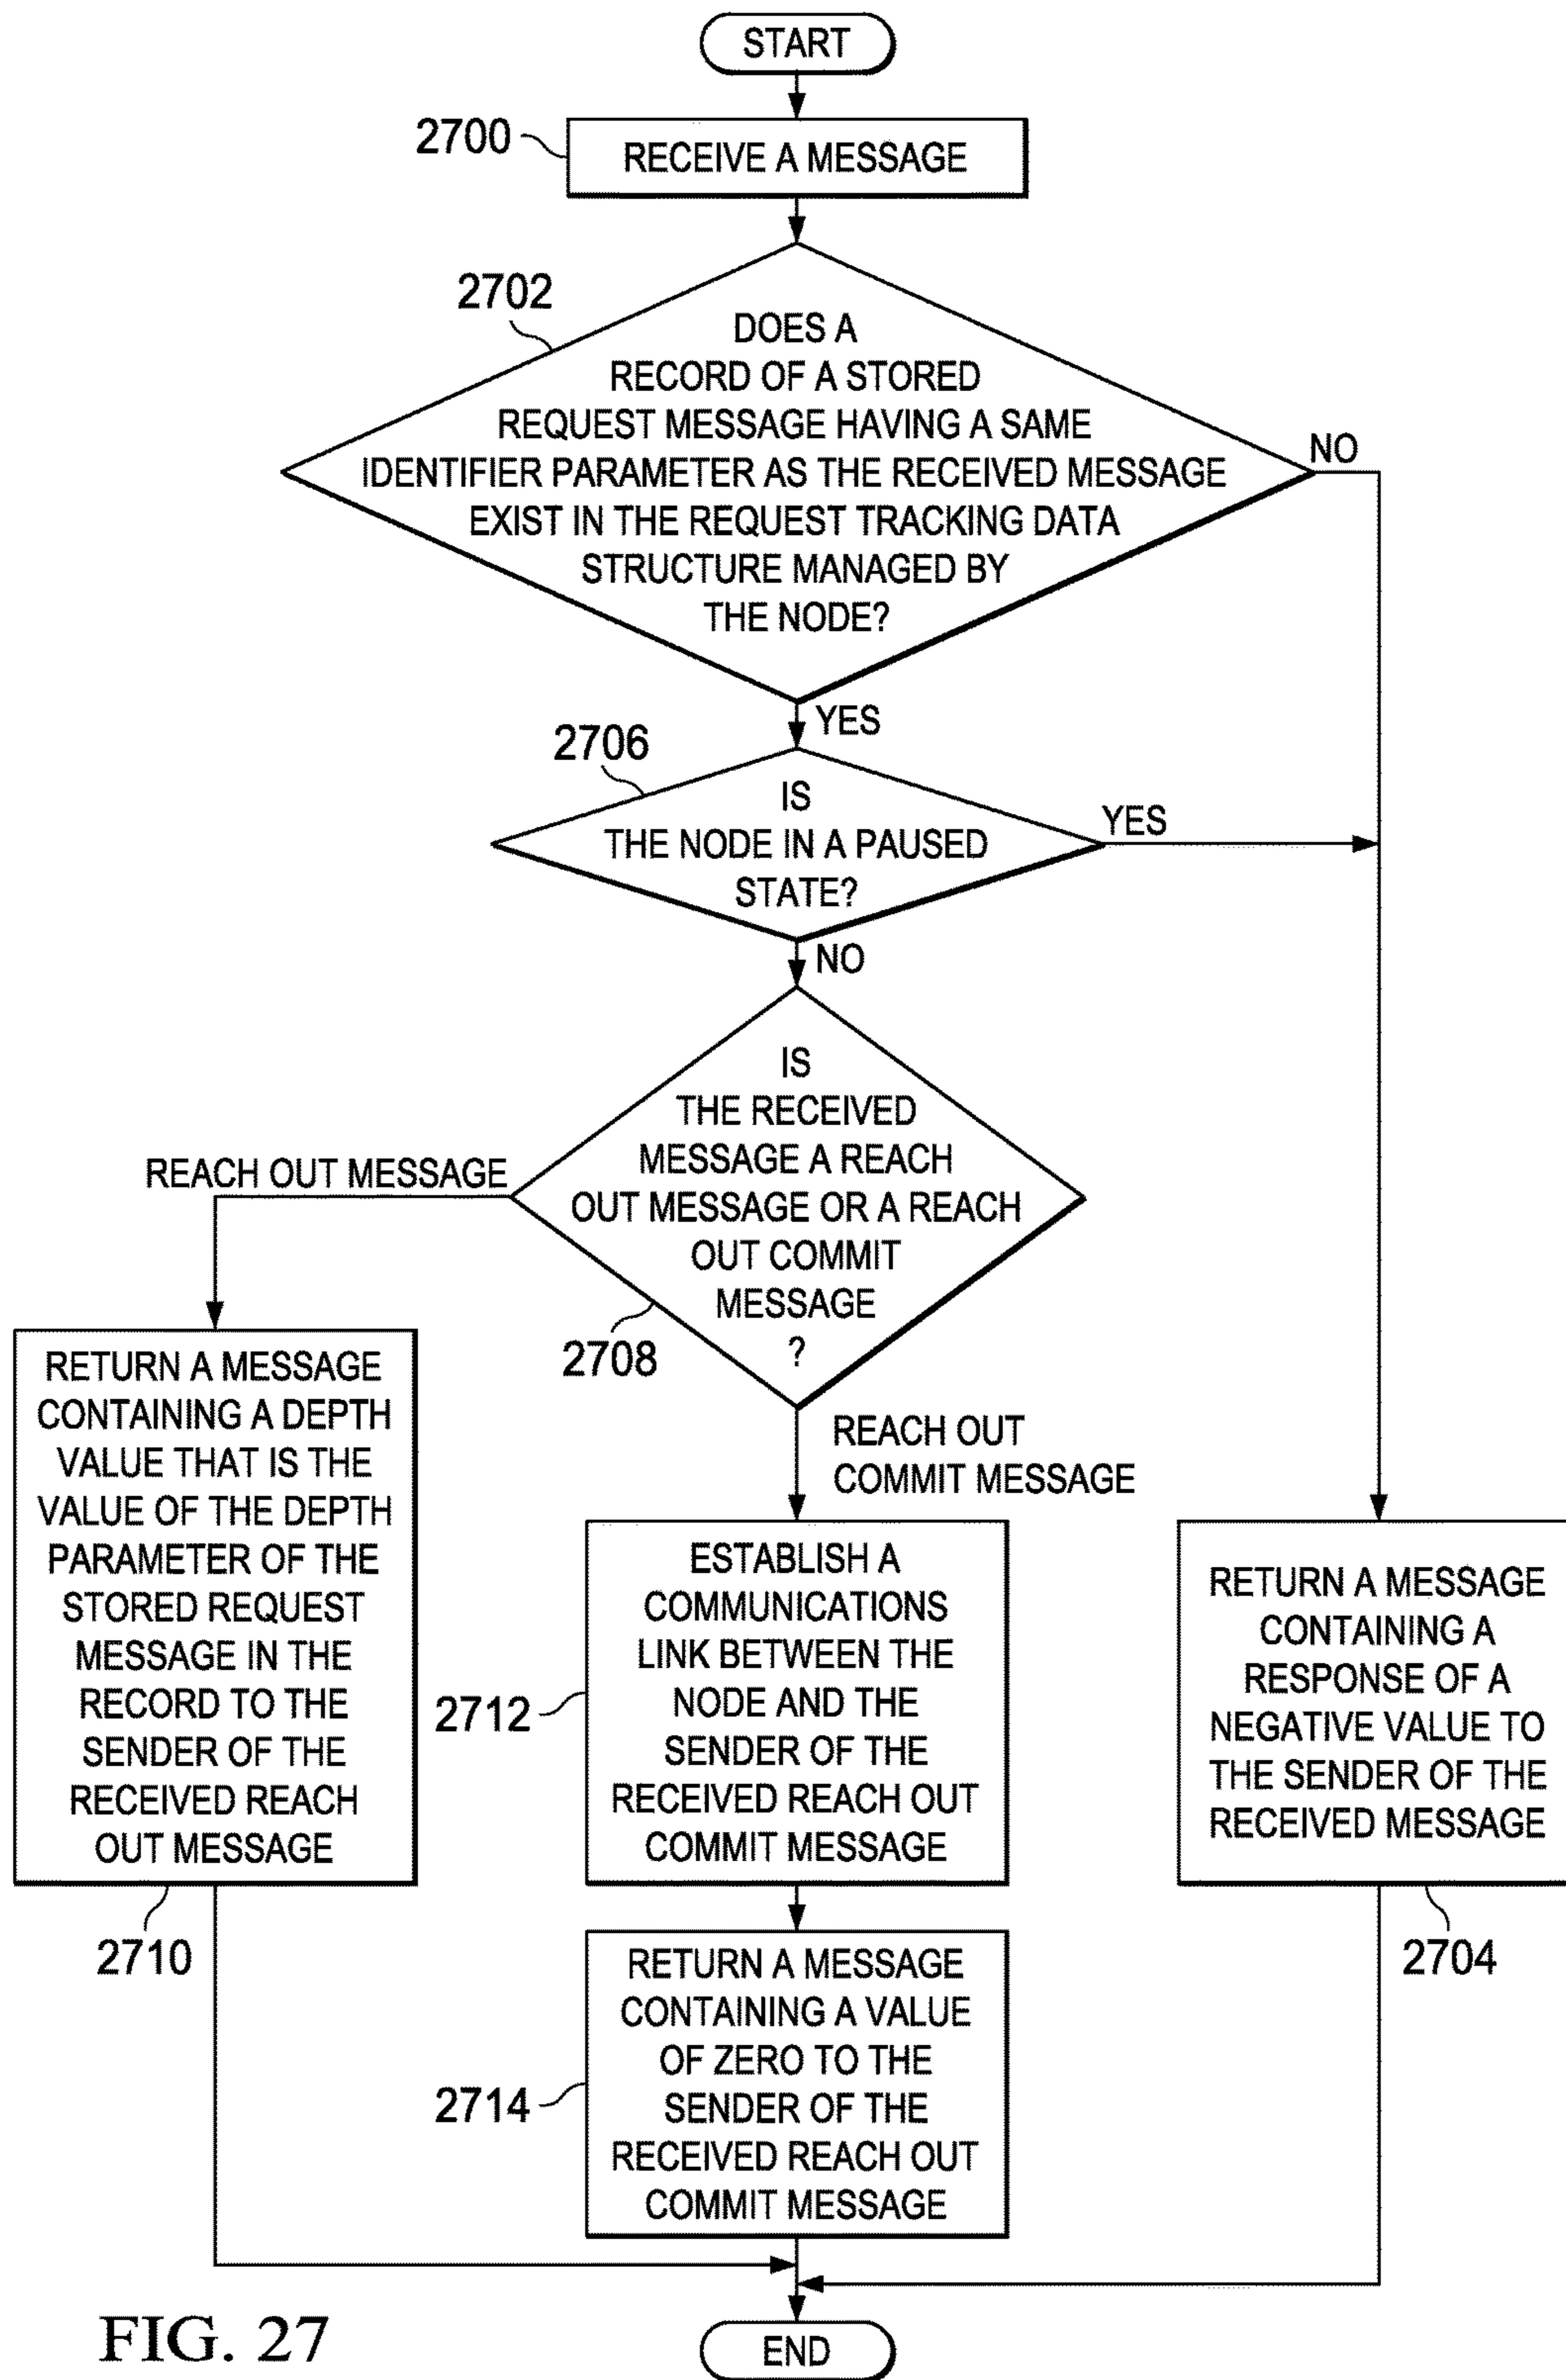 START
2700
RECEIVE A MESSAGE
2702
DOES A
RECORD OF A STORED
REQUEST MESSAGE HAVING A SAME
IDENTIFIER PARAMETER AS THE RECEIVED MESSAGE
EXIST IN THE REQUEST TRACKING DATA
STRUCTURE MANAGED BY
THE NODE?
NO
YES
2706
IS
THE NODE IN A PAUSED
STATE?
YES
NO
IS
THE RECEIVED
MESSAGE A REACH
OUT MESSAGE OR A REACH
OUT COMMIT
MESSAGE
?
2708
REACH OUT MESSAGE
REACH OUT
COMMIT MESSAGE
RETURN A MESSAGE
CONTAINING A DEPTH
VALUE THAT IS THE
VALUE OF THE DEPTH
PARAMETER OF THE
STORED REQUEST
MESSAGE IN THE
RECORD TO THE
SENDER OF THE
RECEIVED REACH
OUT MESSAGE
2710
ESTABLISH A
COMMUNICATIONS
LINK BETWEEN THE
NODE AND THE
SENDER OF THE
RECEIVED REACH OUT
COMMIT MESSAGE
2712
RETURN A MESSAGE
CONTAINING A
RESPONSE OF A
NEGATIVE VALUE TO
THE SENDER OF THE
RECEIVED MESSAGE
2704
RETURN A MESSAGE
CONTAINING A VALUE
OF ZERO TO THE
SENDER OF THE
RECEIVED REACH OUT
COMMIT MESSAGE
2714
END
FIG. 27